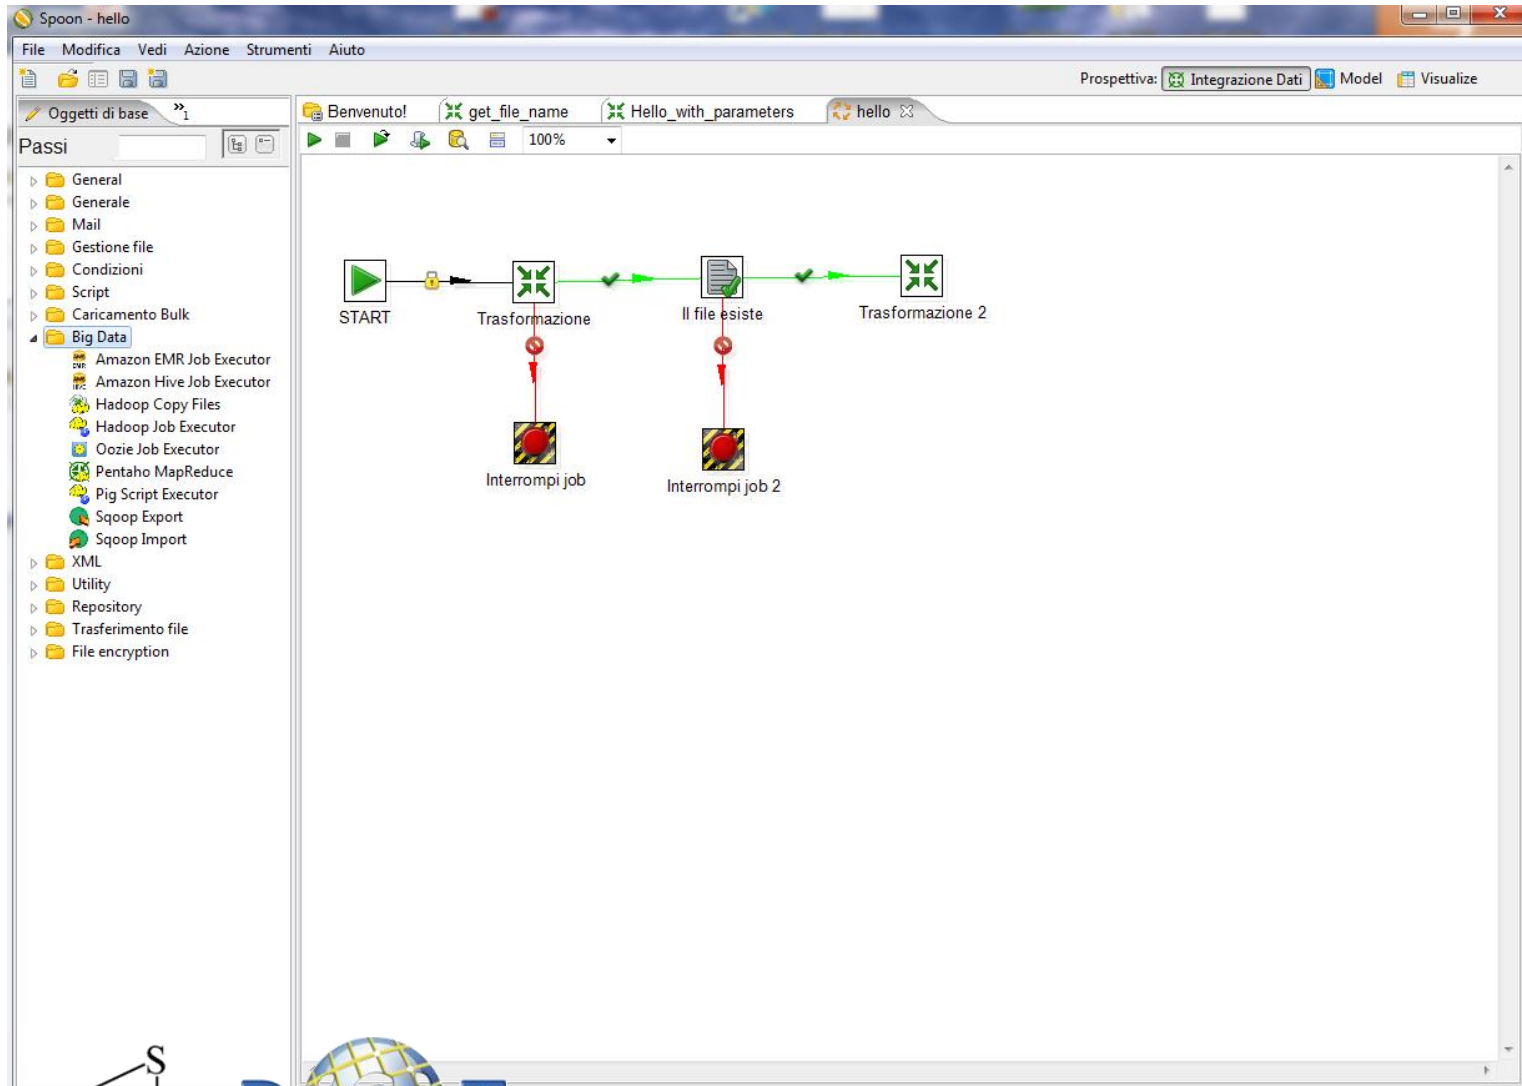 Spoon - hello
File Modifica Vedi Azione Strumenti Aiuto
Prospettiva: Integrazione Dati Model Visualize
Oggetti di base »1
Benvenuto! get_file_name Hello_with_parameters hello
Passi
100%
General
Generale
Mail
Gestione file
Condizioni
Script
Caricamento Bulk
Big Data
Amazon EMR Job Executor
Amazon Hive Job Executor
Hadoop Copy Files
Hadoop Job Executor
Oozie Job Executor
Pentaho MapReduce
Pig Script Executor
Sqoop Export
Sqoop Import
XML
Utility
Repository
Trasferimento file
File encryption
START
Trasformazione
Il file esiste
Trasformazione 2
Interrompi job
Interrompi job 2
S